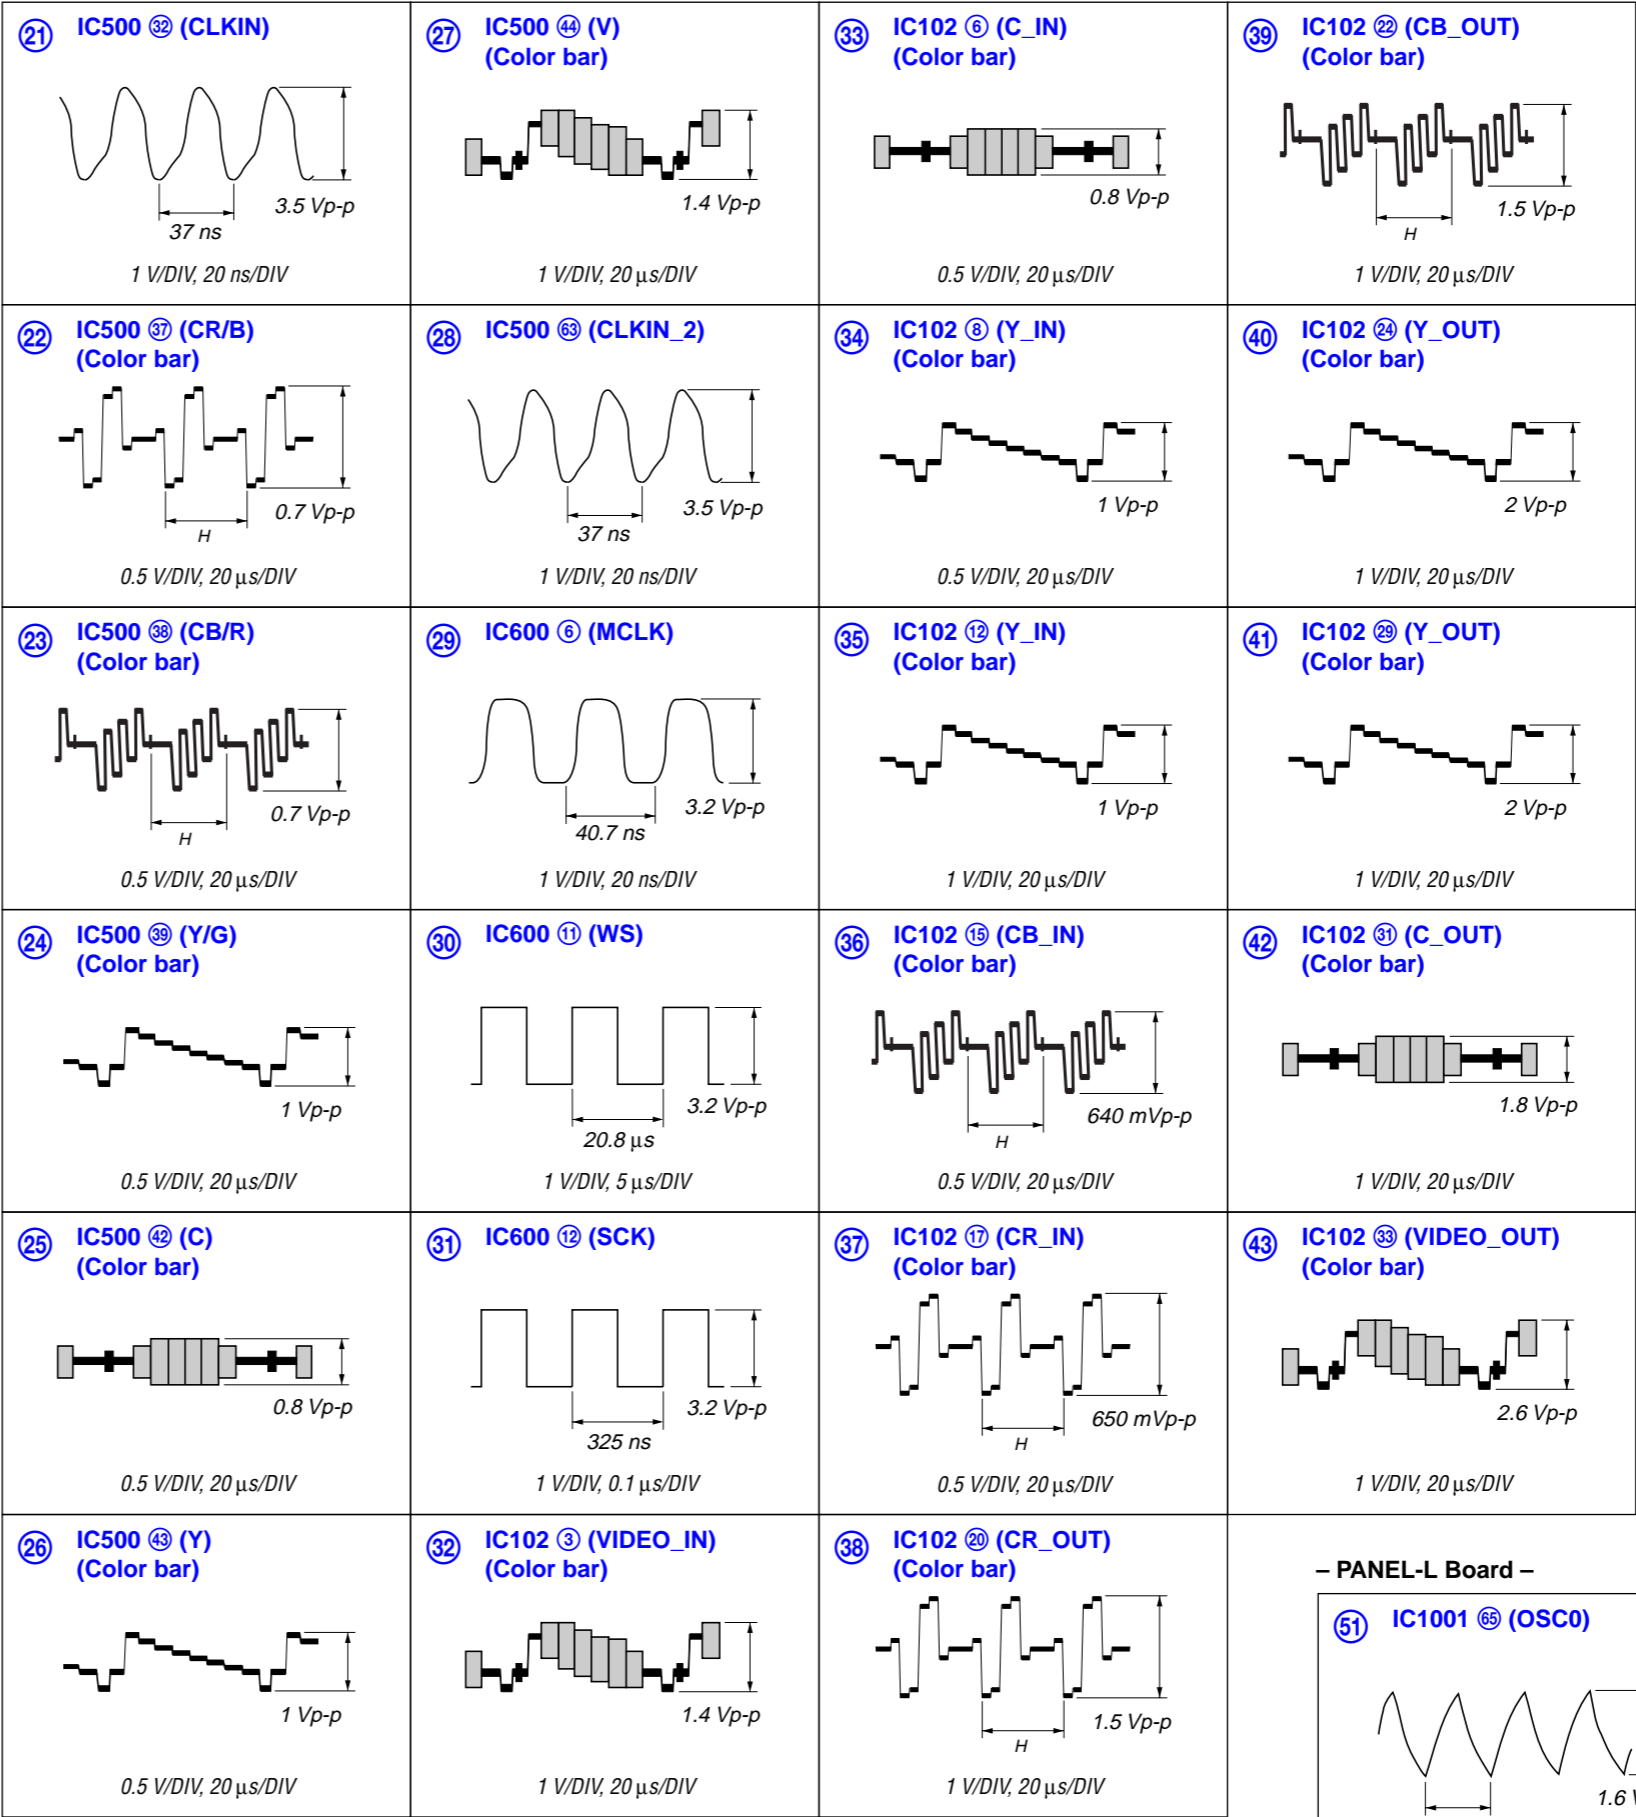 21 IC500 32 (CLKIN)
3.5 Vp-p
37 ns
1 V/DIV, 20 ns/DIV
22 IC500 37 (CR/B)
(Color bar)
0.7 Vp-p
H
0.5 V/DIV, 20 µs/DIV
23 IC500 38 (CB/R)
(Color bar)
0.7 Vp-p
H
0.5 V/DIV, 20 µs/DIV
24 IC500 39 (Y/G)
(Color bar)
1 Vp-p
0.5 V/DIV, 20 µs/DIV
25 IC500 42 (C)
(Color bar)
0.8 Vp-p
0.5 V/DIV, 20 µs/DIV
26 IC500 43 (Y)
(Color bar)
1 Vp-p
0.5 V/DIV, 20 µs/DIV
27 IC500 44 (V)
(Color bar)
1.4 Vp-p
1 V/DIV, 20 µs/DIV
28 IC500 63 (CLKIN_2)
3.5 Vp-p
37 ns
1 V/DIV, 20 ns/DIV
29 IC600 6 (MCLK)
3.2 Vp-p
40.7 ns
1 V/DIV, 20 ns/DIV
30 IC600 11 (WS)
3.2 Vp-p
20.8 µs
1 V/DIV, 5 µs/DIV
31 IC600 12 (SCK)
3.2 Vp-p
325 ns
1 V/DIV, 0.1 µs/DIV
32 IC102 3 (VIDEO_IN)
(Color bar)
1.4 Vp-p
1 V/DIV, 20 µs/DIV
33 IC102 6 (C_IN)
(Color bar)
0.8 Vp-p
0.5 V/DIV, 20 µs/DIV
34 IC102 8 (Y_IN)
(Color bar)
1 Vp-p
0.5 V/DIV, 20 µs/DIV
35 IC102 12 (Y_IN)
(Color bar)
1 Vp-p
1 V/DIV, 20 µs/DIV
36 IC102 15 (CB_IN)
(Color bar)
640 mVp-p
H
0.5 V/DIV, 20 µs/DIV
37 IC102 17 (CR_IN)
(Color bar)
650 mVp-p
H
0.5 V/DIV, 20 µs/DIV
38 IC102 20 (CR_OUT)
(Color bar)
1.5 Vp-p
H
1 V/DIV, 20 µs/DIV
39 IC102 22 (CB_OUT)
(Color bar)
1.5 Vp-p
H
1 V/DIV, 20 µs/DIV
40 IC102 24 (Y_OUT)
(Color bar)
2 Vp-p
1 V/DIV, 20 µs/DIV
41 IC102 29 (Y_OUT)
(Color bar)
2 Vp-p
1 V/DIV, 20 µs/DIV
42 IC102 31 (C_OUT)
(Color bar)
1.8 Vp-p
1 V/DIV, 20 µs/DIV
43 IC102 33 (VIDEO_OUT)
(Color bar)
2.6 Vp-p
1 V/DIV, 20 µs/DIV
– PANEL-L Board –
51 IC1001 65 (OSC0)
1.6 V